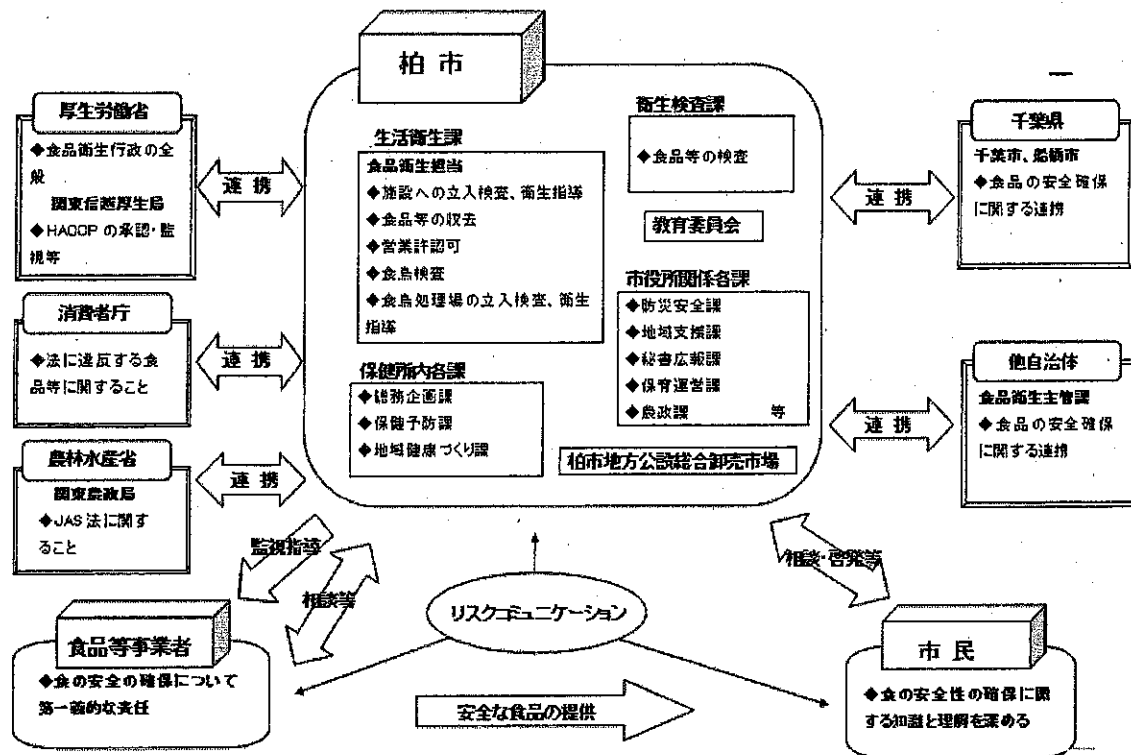 柏市
厚生労働省
◆食品衛生行政の全
般
関東信越厚生局
◆HACCPの承認・監
視等
連携
消費者庁
◆法に違反する食
品等に関すること
連携
農林水産省
関東農政局
◆JAS法に関す
ること
連携
生活衛生課
食品衛生担当
◆施設への立入検査、衛生指導
◆食品等の収去
◆営業許認可
◆食鳥検査
◆食鳥処理場の立入検査、衛生
指導
保健所内各課
◆総務企画課
◆保健予防課
◆地域健康づくり課
衛生検査課
◆食品等の検査
教育委員会
市役所関係各課
◆防災安全課
◆地域支援課
◆秘書広報課
◆保育運営課
◆農政課 等
柏市地方公設総合卸売市場
連携
千葉県
千葉市、船橋市
◆食品の安全確保
に関する連携
連携
他自治体
食品衛生主管課
◆食品の安全確保
に関する連携
監視指導
相談等
リスクコミュニケーション
相談・啓発等
食品等事業者
◆食の安全の確保について
第一義的な責任
安全な食品の提供
市民
◆食の安全性の確保に関
する知識と理解を深める